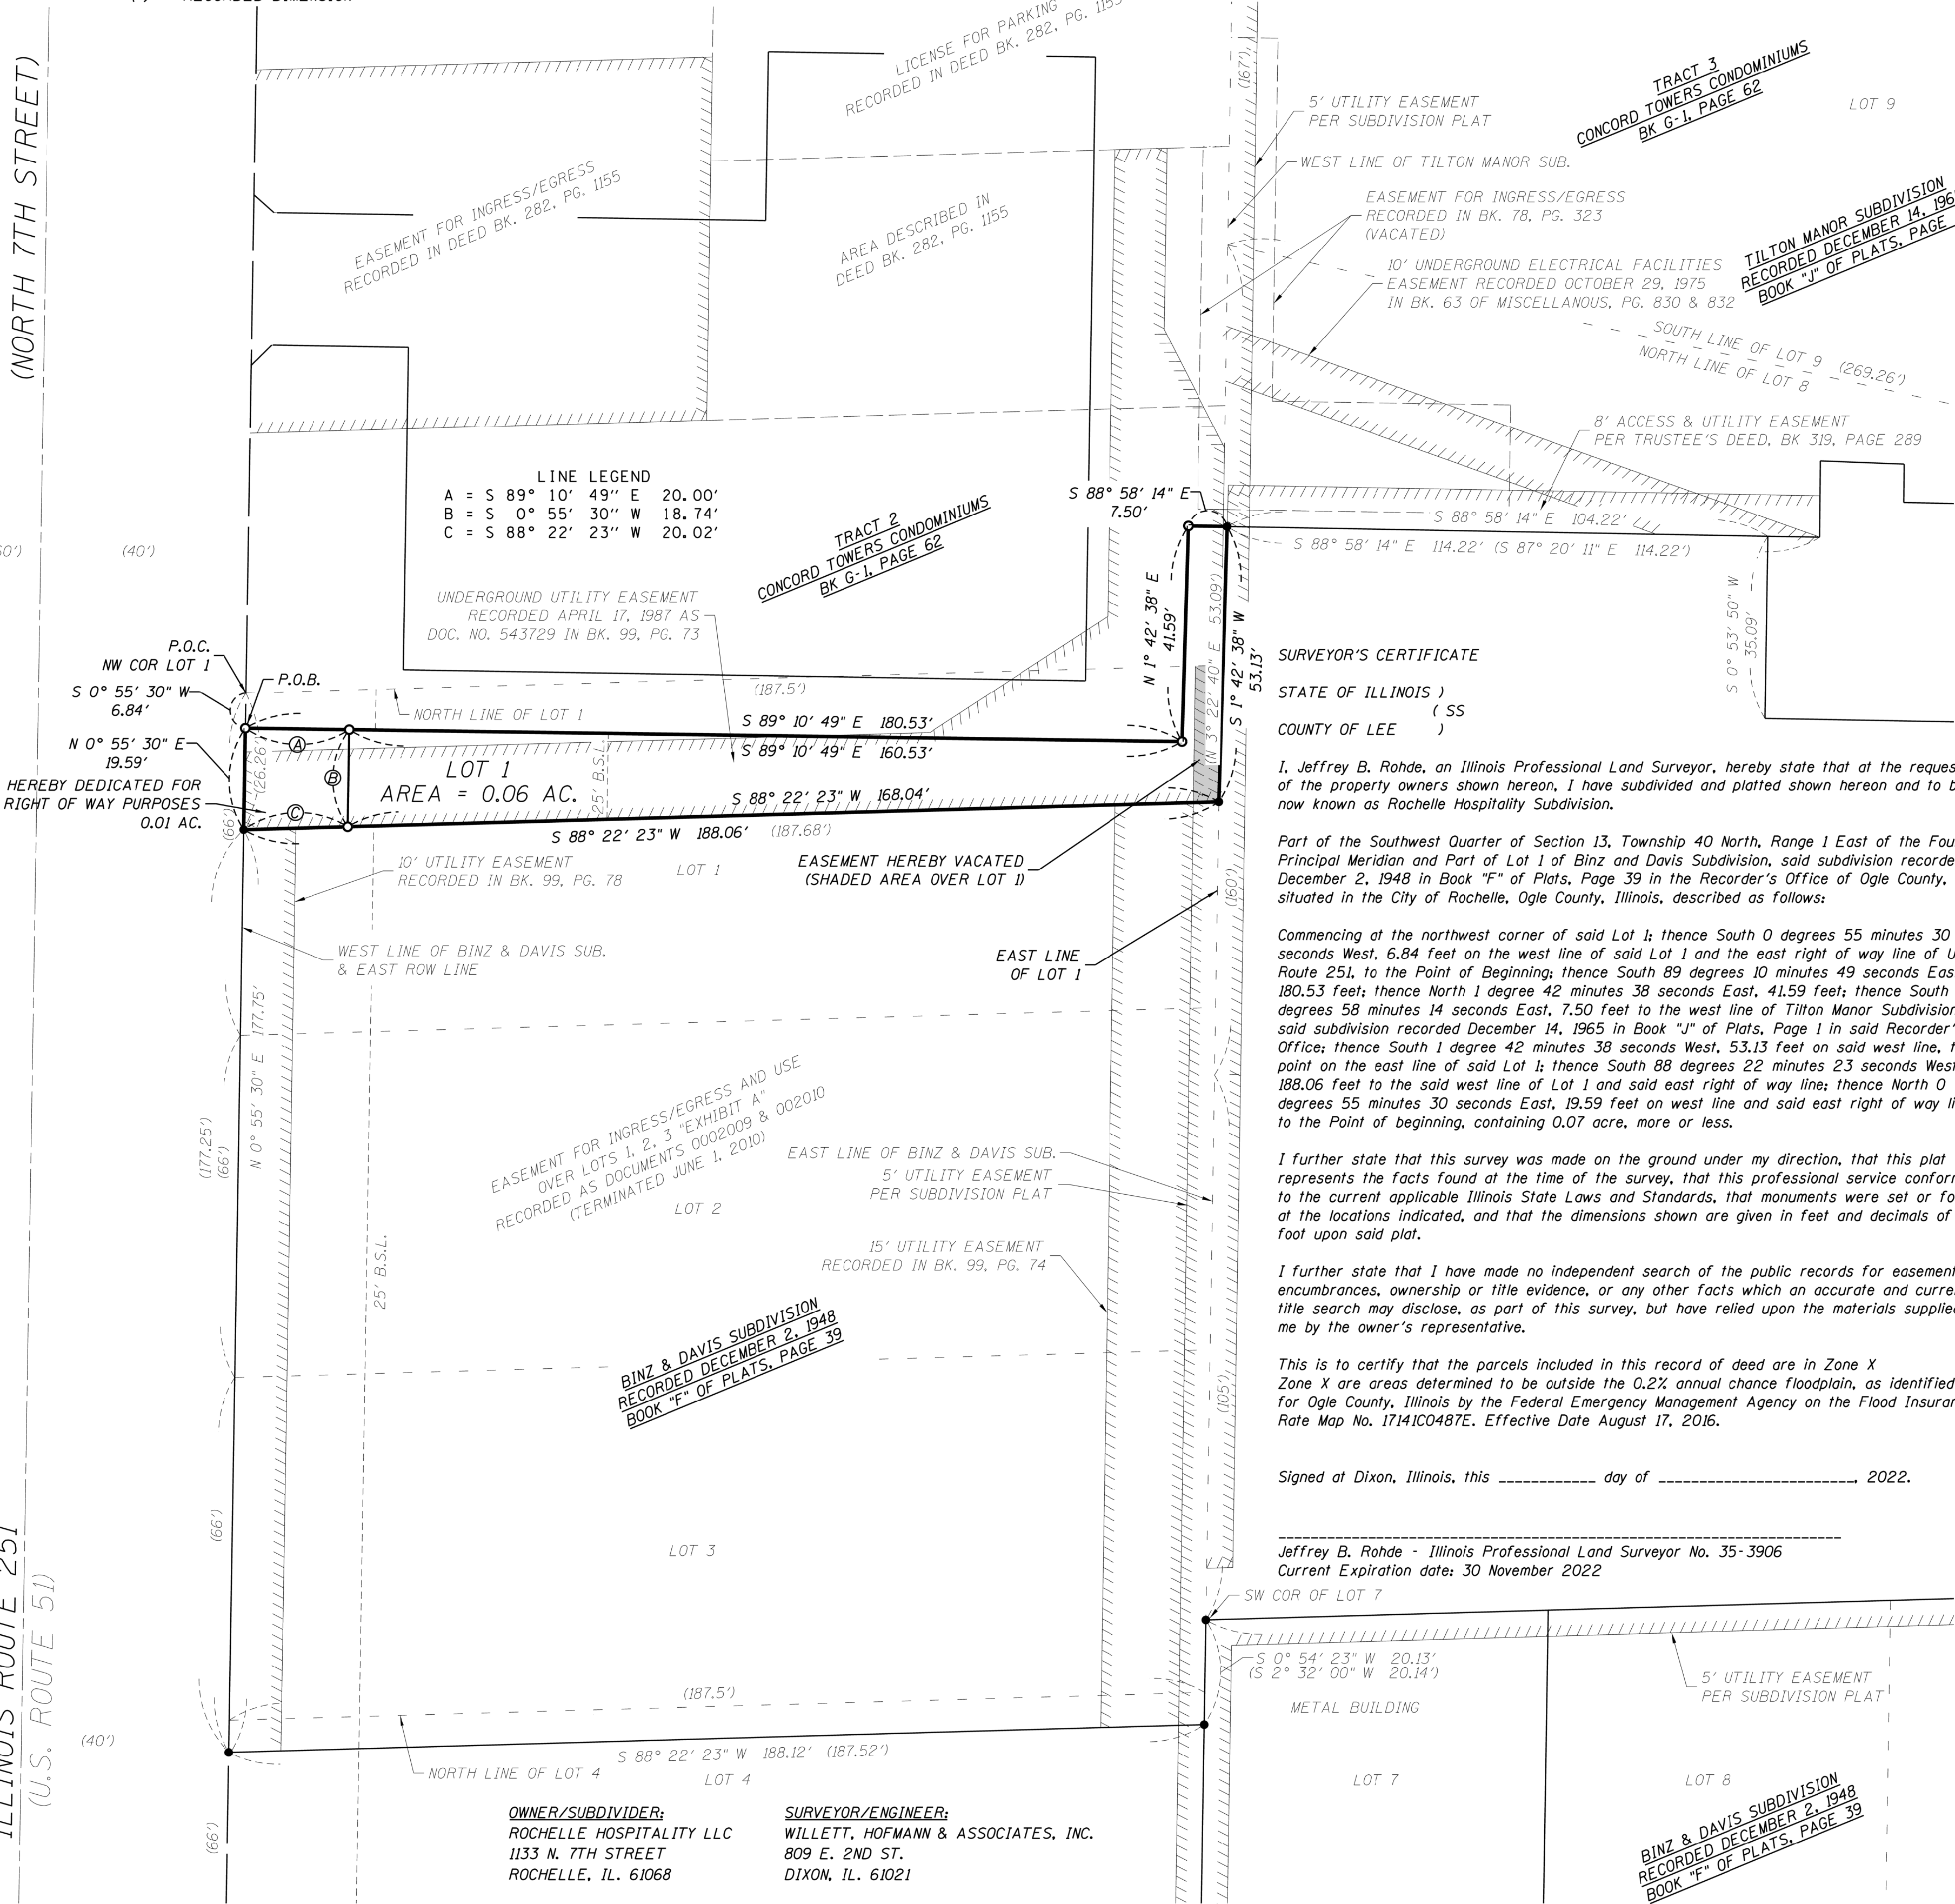 (NORTH 7TH STREET)
LICENSE FOR PARKING
RECORDED IN DEED BK. 282, PG. 1155
(167')
5' UTILITY EASEMENT
PER SUBDIVISION PLAT
TRACT 3
CONCORD TOWERS CONDOMINIUMS
BK G-1, PAGE 62
LOT 9
WEST LINE OF TILTON MANOR SUB.
EASEMENT FOR INGRESS/EGRESS
RECORDED IN DEED BK. 282, PG. 1155
AREA DESCRIBED IN
DEED BK. 282, PG. 1155
EASEMENT FOR INGRESS/EGRESS
RECORDED IN BK. 78, PG. 323
(VACATED)
TILTON MANOR SUBDIVISION
RECORDED DECEMBER 14, 196
BOOK "J" OF PLATS, PAGE
10' UNDERGROUND ELECTRICAL FACILITIES
EASEMENT RECORDED OCTOBER 29, 1975
IN BK. 63 OF MISCELLANOUS, PG. 830 & 832
SOUTH LINE OF LOT 9 (269.26')
NORTH LINE OF LOT 8
8' ACCESS & UTILITY EASEMENT
PER TRUSTEE'S DEED, BK 319, PAGE 289
LINE LEGEND
A = S 89° 10' 49" E 20.00'
B = S 0° 55' 30" W 18.74'
C = S 88° 22' 23" W 20.02'
TRACT 2
CONCORD TOWERS CONDOMINIUMS
BK G-1, PAGE 62
S 88° 58' 14" E
7.50'
S 88° 58' 14" E 104.22'
S 88° 58' 14" E 114.22' (S 87° 20' 11" E 114.22')
(40')
S 0° 53' 50" W
35.09'
N 1° 42' 38" E
41.59'
(N 3° 22' 40" E 53.09')
S 1° 42' 38" W
53.13'
UNDERGROUND UTILITY EASEMENT
RECORDED APRIL 17, 1987 AS
DOC. NO. 543729 IN BK. 99, PG. 73
P.O.C.
NW COR LOT 1
S 0° 55' 30" W
6.84'
P.O.B.
(187.5')
NORTH LINE OF LOT 1
S 89° 10' 49" E 180.53'
S 89° 10' 49" E 160.53'
N 0° 55' 30" E
19.59'
HEREBY DEDICATED FOR
RIGHT OF WAY PURPOSES
0.01 AC.
(26.26')
(66')
A
B
C
LOT 1
AREA = 0.06 AC.
25' B.S.L.
S 88° 22' 23" W 168.04'
S 88° 22' 23" W 188.06' (187.68')
10' UTILITY EASEMENT
RECORDED IN BK. 99, PG. 78
LOT 1
EASEMENT HEREBY VACATED
(SHADED AREA OVER LOT 1)
(160')
WEST LINE OF BINZ & DAVIS SUB.
& EAST ROW LINE
EAST LINE
OF LOT 1
N 0° 55' 30" E 177.75'
(177.25')
(66')
25' B.S.L.
EASEMENT FOR INGRESS/EGRESS AND USE
OVER LOTS 1, 2, 3 "EXHIBIT A"
RECORDED AS DOCUMENTS 0002009 & 002010
(TERMINATED JUNE 1, 2010)
LOT 2
EAST LINE OF BINZ & DAVIS SUB.
5' UTILITY EASEMENT
PER SUBDIVISION PLAT
15' UTILITY EASEMENT
RECORDED IN BK. 99, PG. 74
BINZ & DAVIS SUBDIVISION
RECORDED DECEMBER 2, 1948
BOOK "F" OF PLATS, PAGE 39
(105')
(66')
LOT 3
SURVEYOR'S CERTIFICATE
STATE OF ILLINOIS )
( SS
COUNTY OF LEE )
I, Jeffrey B. Rohde, an Illinois Professional Land Surveyor, hereby state that at the reques
of the property owners shown hereon, I have subdivided and platted shown hereon and to b
now known as Rochelle Hospitality Subdivision.
Part of the Southwest Quarter of Section 13, Township 40 North, Range 1 East of the Fou
Principal Meridian and Part of Lot 1 of Binz and Davis Subdivision, said subdivision recorde
December 2, 1948 in Book "F" of Plats, Page 39 in the Recorder's Office of Ogle County,
situated in the City of Rochelle, Ogle County, Illinois, described as follows:
Commencing at the northwest corner of said Lot 1; thence South 0 degrees 55 minutes 30
seconds West, 6.84 feet on the west line of said Lot 1 and the east right of way line of U
Route 251, to the Point of Beginning; thence South 89 degrees 10 minutes 49 seconds Eas
180.53 feet; thence North 1 degree 42 minutes 38 seconds East, 41.59 feet; thence South
degrees 58 minutes 14 seconds East, 7.50 feet to the west line of Tilton Manor Subdivision
said subdivision recorded December 14, 1965 in Book "J" of Plats, Page 1 in said Recorder'
Office; thence South 1 degree 42 minutes 38 seconds West, 53.13 feet on said west line, t
point on the east line of said Lot 1; thence South 88 degrees 22 minutes 23 seconds West
188.06 feet to the said west line of Lot 1 and said east right of way line; thence North 0
degrees 55 minutes 30 seconds East, 19.59 feet on west line and said east right of way li
to the Point of beginning, containing 0.07 acre, more or less.
I further state that this survey was made on the ground under my direction, that this plat
represents the facts found at the time of the survey, that this professional service confor
to the current applicable Illinois State Laws and Standards, that monuments were set or fo
at the locations indicated, and that the dimensions shown are given in feet and decimals of
foot upon said plat.
I further state that I have made no independent search of the public records for easement
encumbrances, ownership or title evidence, or any other facts which an accurate and curre
title search may disclose, as part of this survey, but have relied upon the materials supplie
me by the owner's representative.
This is to certify that the parcels included in this record of deed are in Zone X
Zone X are areas determined to be outside the 0.2% annual chance floodplain, as identified
for Ogle County, Illinois by the Federal Emergency Management Agency on the Flood Insuran
Rate Map No. 17141C0487E. Effective Date August 17, 2016.
Signed at Dixon, Illinois, this ____________ day of ________________________, 2022.
Jeffrey B. Rohde - Illinois Professional Land Surveyor No. 35-3906
Current Expiration date: 30 November 2022
SW COR OF LOT 7
S 0° 54' 23" W 20.13'
(S 2° 32' 00" W 20.14')
METAL BUILDING
5' UTILITY EASEMENT
PER SUBDIVISION PLAT
ILLINOIS ROUTE 251
(U.S. ROUTE 51)
(40')
(187.5')
S 88° 22' 23" W 188.12' (187.52')
NORTH LINE OF LOT 4
LOT 4
(66')
LOT 7
LOT 8
BINZ & DAVIS SUBDIVISION
RECORDED DECEMBER 2, 1948
BOOK "F" OF PLATS, PAGE 39
OWNER/SUBDIVIDER:
ROCHELLE HOSPITALITY LLC
1133 N. 7TH STREET
ROCHELLE, IL. 61068
SURVEYOR/ENGINEER:
WILLETT, HOFMANN & ASSOCIATES, INC.
809 E. 2ND ST.
DIXON, IL. 61021